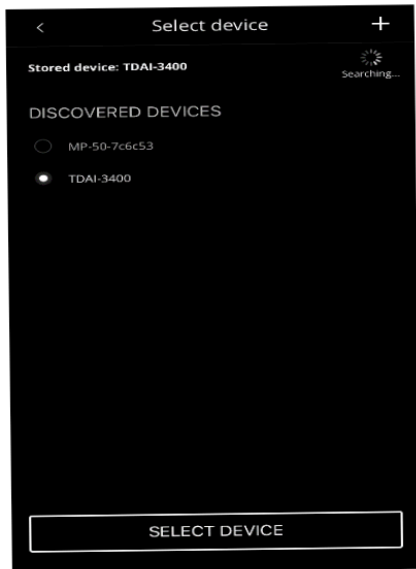 Select device
Stored device: TDAI-3400
Searching...
DISCOVERED DEVICES
MP-50-7c6c53
TDAI-3400
SELECT DEVICE